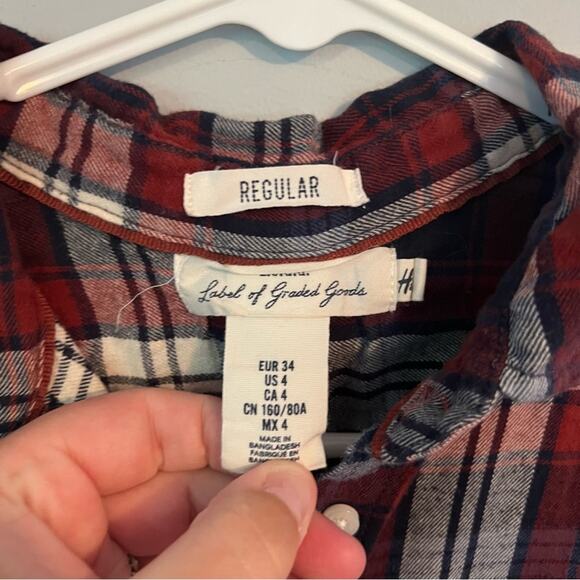 REGULAR
Label of Graded Goods
H
EUR 34
US 4
CA 4
CN 160/80A
MX 4
MADE IN
BANGLADESH
FABRIQUÉ EN